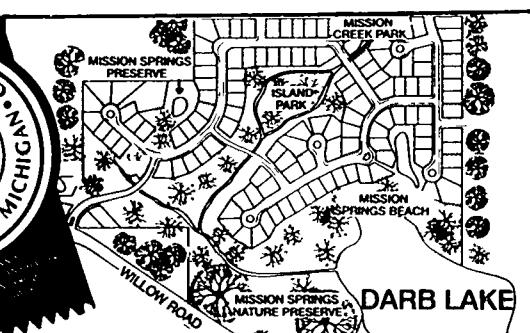 MISSION
CREEK PARK
MISSION SPRINGS
PRESERVE
ISLAND
PARK
MICHIGAN
MISSION
SPRINGS BEACH
WILLOW ROAD
MISSION SPRINGS
NATURE PRESERVE
DARB LAKE